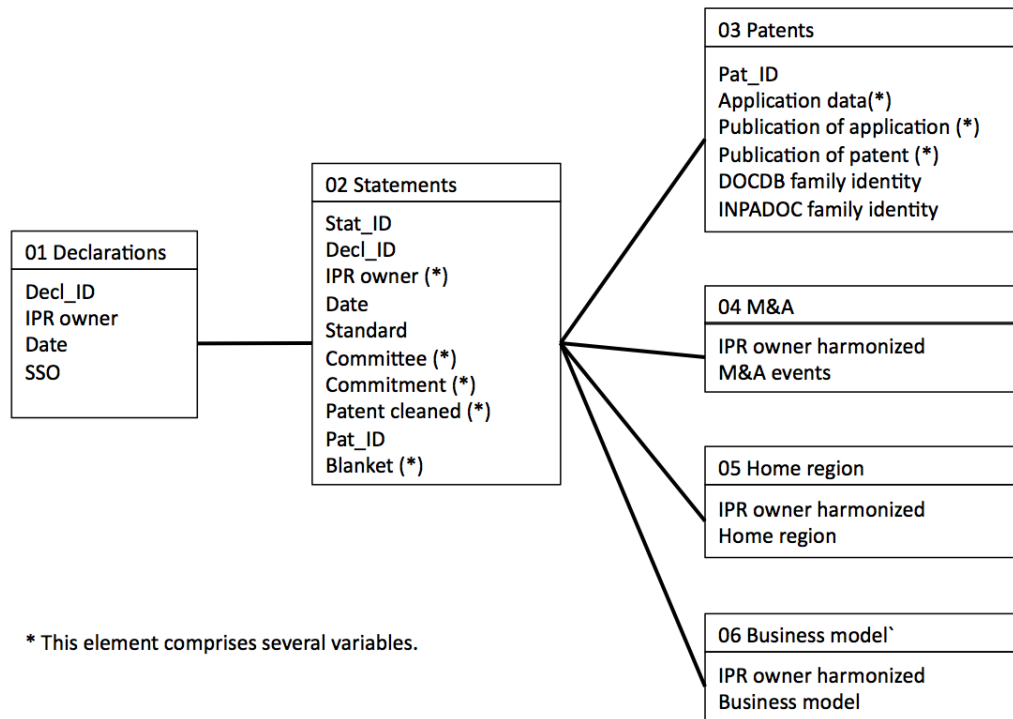 01 Declarations
Decl_ID
IPR owner
Date
SSO
02 Statements
Stat_ID
Decl_ID
IPR owner (*)
Date
Standard
Committee (*)
Commitment (*)
Patent cleaned (*)
Pat_ID
Blanket (*)
03 Patents
Pat_ID
Application data(*)
Publication of application (*)
Publication of patent (*)
DOCDB family identity
INPADOC family identity
04 M&A
IPR owner harmonized
M&A events
05 Home region
IPR owner harmonized
Home region
06 Business model`
IPR owner harmonized
Business model
* This element comprises several variables.